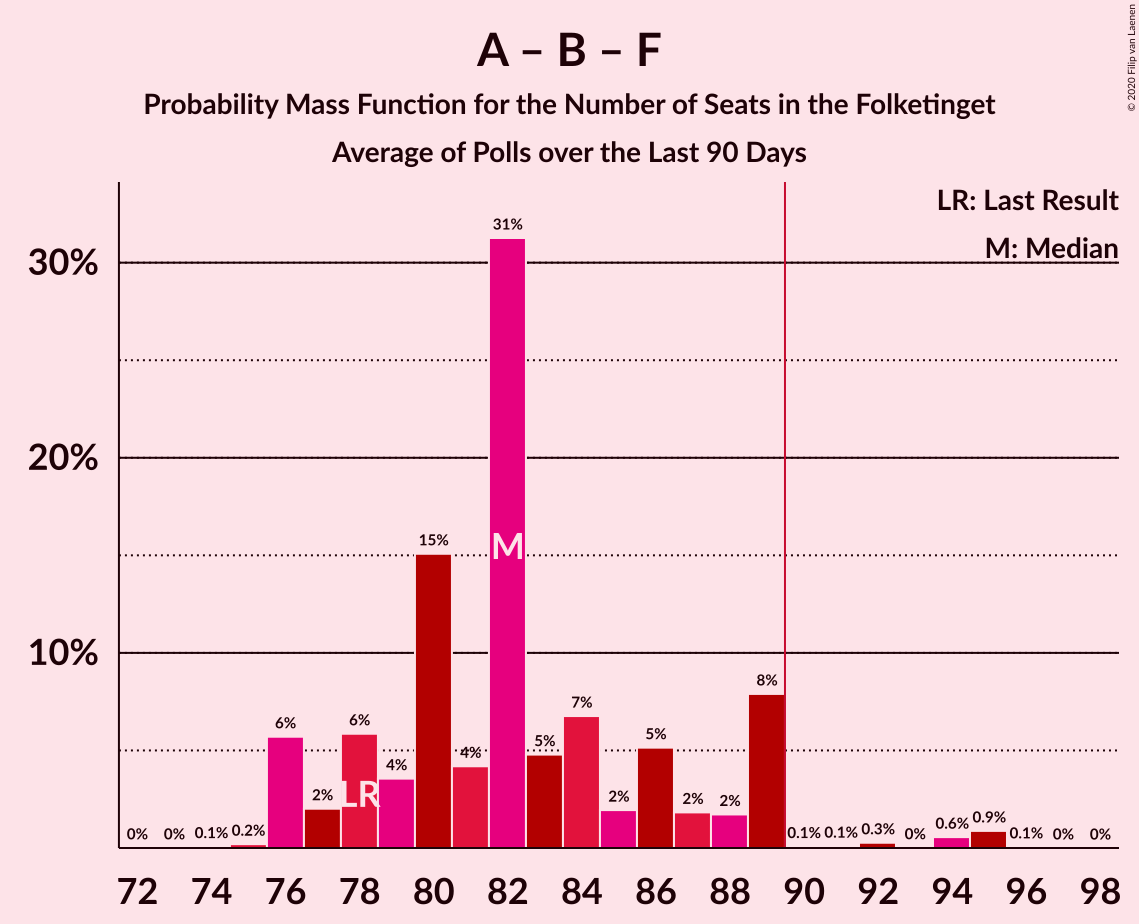 A – B – F
Probability Mass Function for the Number of Seats in the Folketinget
Average of Polls over the Last 90 Days
© 2020 Filip van Laenen
LR: Last Result
M: Median
30%
20%
10%
0% 0% 0.1% 0.2% 6% 2% 6% 4% 15% 4% 31% 5% 7% 2% 5% 2% 2% 8% 0.1% 0.1% 0.3% 0% 0.6% 0.9% 0.1% 0% 0%
LR
M
72 74 76 78 80 82 84 86 88 90 92 94 96 98